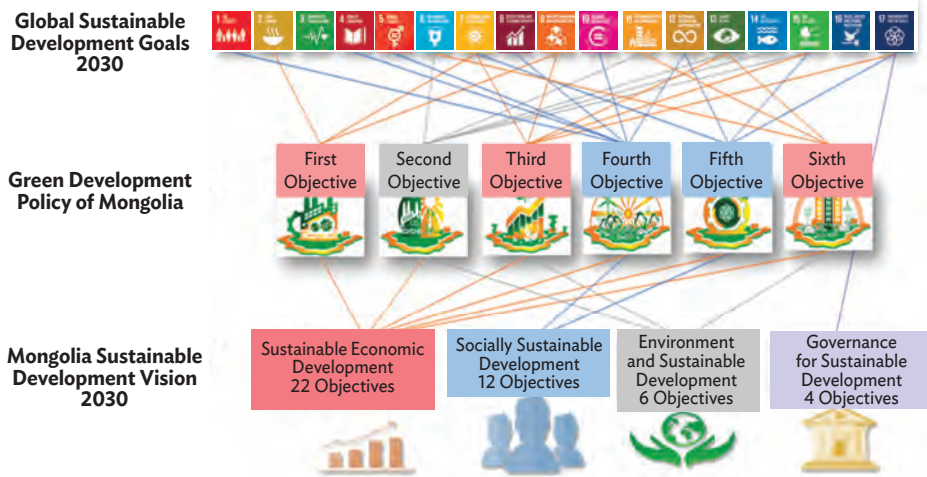 Global Sustainable
Development Goals
2030
1
2
3
4
5
6
7
8
9
10
11
12
13
14
15
16
17
Green Development
Policy of Mongolia
First
Objective
Second
Objective
Third
Objective
Fourth
Objective
Fifth
Objective
Sixth
Objective
Mongolia Sustainable
Development Vision
2030
Sustainable Economic
Development
22 Objectives
Socially Sustainable
Development
12 Objectives
Environment
and Sustainable
Development
6 Objectives
Governance
for Sustainable
Development
4 Objectives